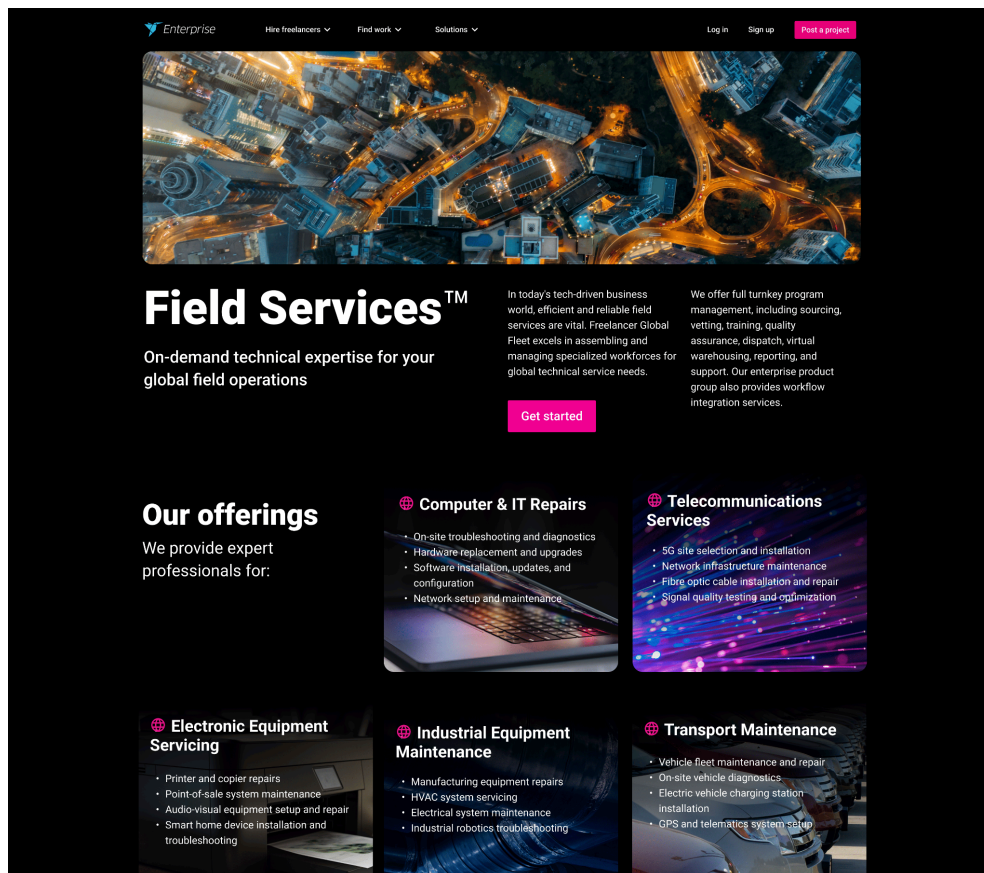 Enterprise
Hire freelancers
Find work
Solutions
Log in
Sign up
Post a project
Field Services™
On-demand technical expertise for your
global field operations
In today's tech-driven business
world, efficient and reliable field
services are vital. Freelancer Global
Fleet excels in assembling and
managing specialized workforces for
global technical service needs.
Get started
We offer full turnkey program
management, including sourcing,
vetting, training, quality
assurance, dispatch, virtual
warehousing, reporting, and
support. Our enterprise product
group also provides workflow
integration services.
Our offerings
We provide expert
professionals for:
Computer & IT Repairs
• On-site troubleshooting and diagnostics
• Hardware replacement and upgrades
• Software installation, updates, and
configuration
• Network setup and maintenance
Telecommunications
Services
• 5G site selection and installation
• Network infrastructure maintenance
• Fibre optic cable installation and repair
• Signal quality testing and optimization
Electronic Equipment
Servicing
• Printer and copier repairs
• Point-of-sale system maintenance
• Audio-visual equipment setup and repair
• Smart home device installation and
troubleshooting
Industrial Equipment
Maintenance
• Manufacturing equipment repairs
• HVAC system servicing
• Electrical system maintenance
• Industrial robotics troubleshooting
Transport Maintenance
• Vehicle fleet maintenance and repair
• On-site vehicle diagnostics
• Electric vehicle charging station
installation
• GPS and telematics system setup